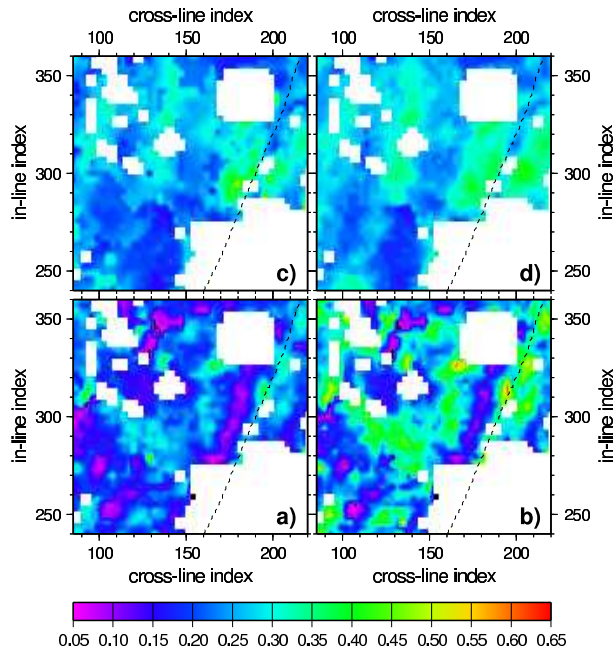 cross-line index cross-line index
100 150 200 100 150 200
in-line index 350 300 250 c) d) 350 300 250 in-line index
in-line index 350 300 250 a) b) 350 300 250 in-line index
100 150 200 100 150 200
cross-line index cross-line index
0.05 0.10 0.15 0.20 0.25 0.30 0.35 0.40 0.45 0.50 0.55 0.60 0.65